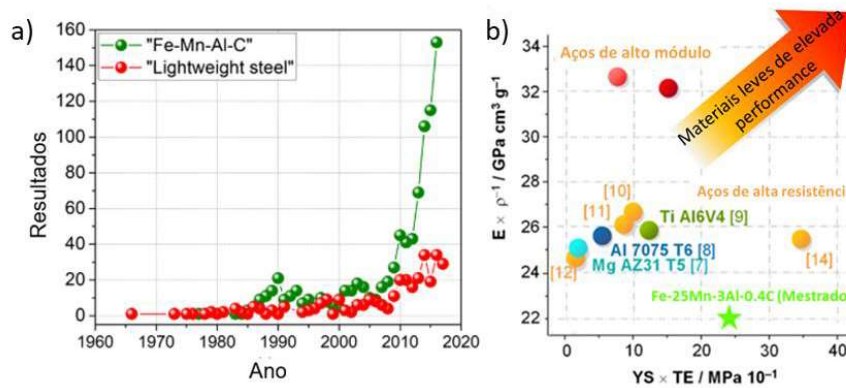 a)
"Fe-Mn-Al-C"
"Lightweight steel"
Resultados
160
140
120
100
80
60
40
20
0
1960 1970 1980 1990 2000 2010 2020
Ano
b)
Aços de alto módulo
Materiais leves de elevada
performance
E × ρ⁻¹ / GPa cm³ g⁻¹
34
32
30
28
26
24
22
Aços de alta resistênci
[10]
[11]
Ti Al6V4 [9]
Al 7075 T6 [8]
Mg AZ31 T5 [7]
[12]
[14]
Fe-25Mn-3Al-0.4C (Mestrado)
0 10 20 30 40
YS × TE / MPa 10⁻¹